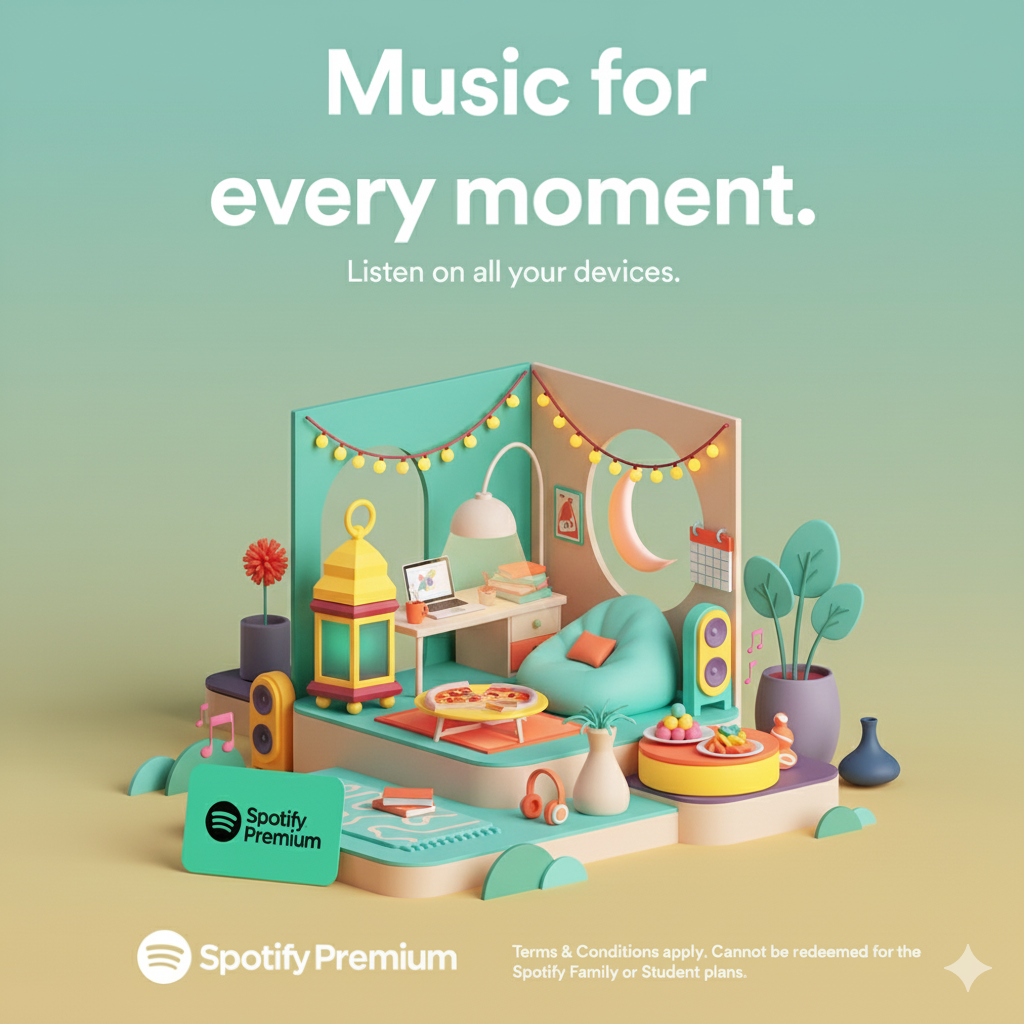 Music for
every moment.
Listen on all your devices.
Spotify
Premium
Spotify Premium
Terms & Conditions apply. Cannot be redeemed for the
Spotify Family or Student plans.